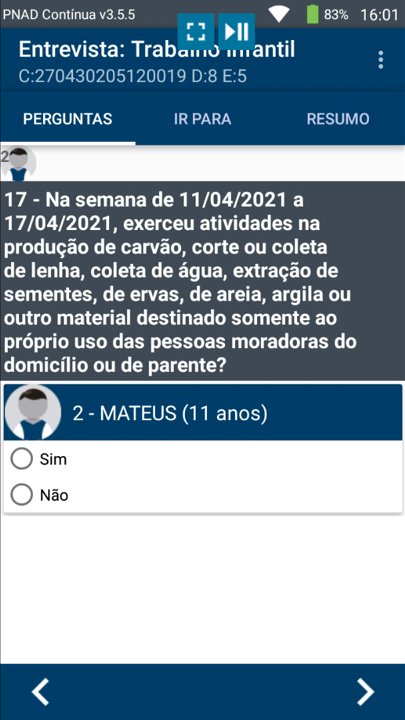 PNAD Contínua v3.5.5 83% 16:01
Entrevista: Trabalho Infantil
C:270430205120019 D:8 E:5
PERGUNTAS IR PARA RESUMO
2
17 - Na semana de 11/04/2021 a
17/04/2021, exerceu atividades na
produção de carvão, corte ou coleta
de lenha, coleta de água, extração de
sementes, de ervas, de areia, argila ou
outro material destinado somente ao
próprio uso das pessoas moradoras do
domicílio ou de parente?
2 - MATEUS (11 anos)
Sim
Não